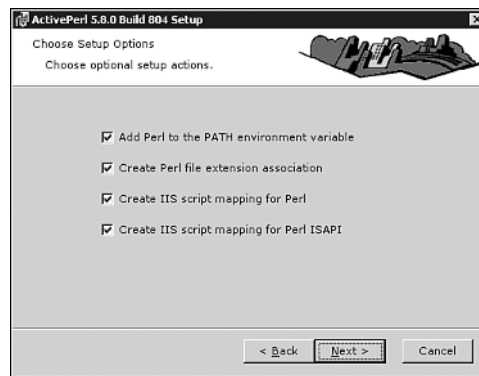 ActivePerl 5.8.0 Build 804 Setup
Choose Setup Options
Choose optional setup actions.
Add Perl to the PATH environment variable
Create Perl file extension association
Create IIS script mapping for Perl
Create IIS script mapping for Perl ISAPI
< Back Next > Cancel